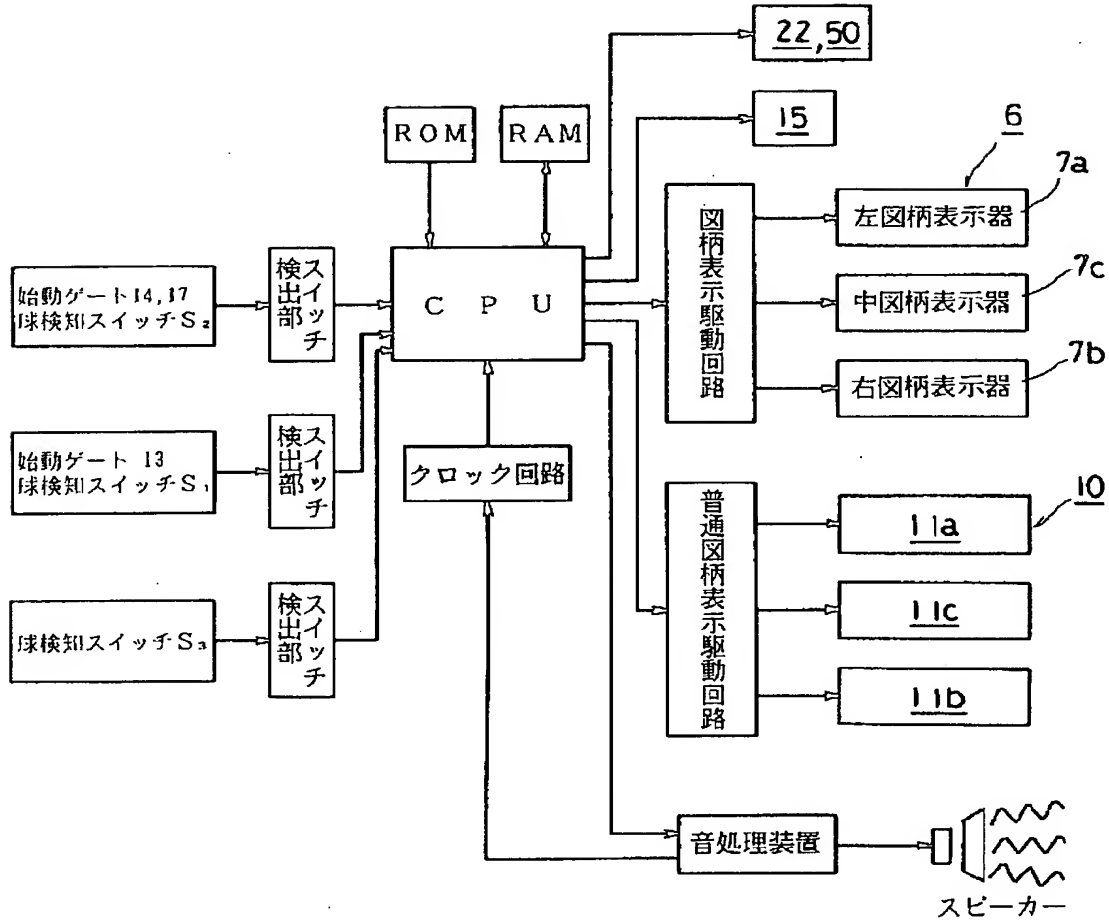 22,50
15
ROM
RAM
6
7a
左図柄表示器
7c
中図柄表示器
7b
右図柄表示器
図柄表示駆動回路
CPU
始動ゲート14,17
球検知スイッチS₂
スイッチ
検出部
始動ゲート 13
球検知スイッチS₁
スイッチ
検出部
球検知スイッチS₃
スイッチ
検出部
クロック回路
普通図柄表示駆動回路
10
11a
11c
11b
音処理装置
スピーカー